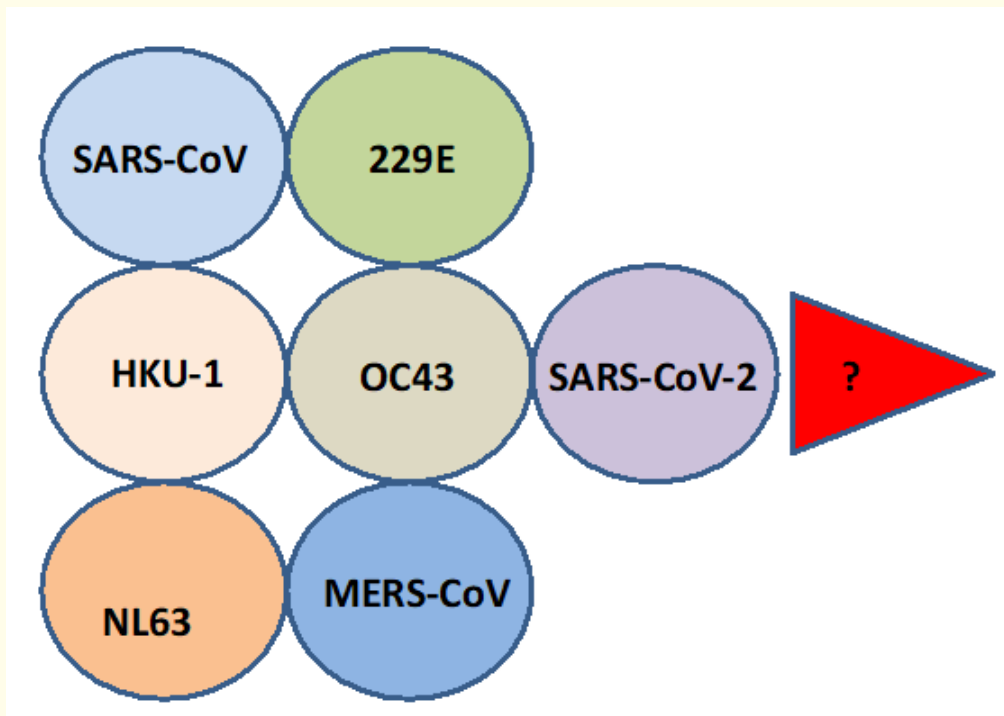 SARS-CoV
229E
HKU-1
OC43
SARS-CoV-2
?
NL63
MERS-CoV